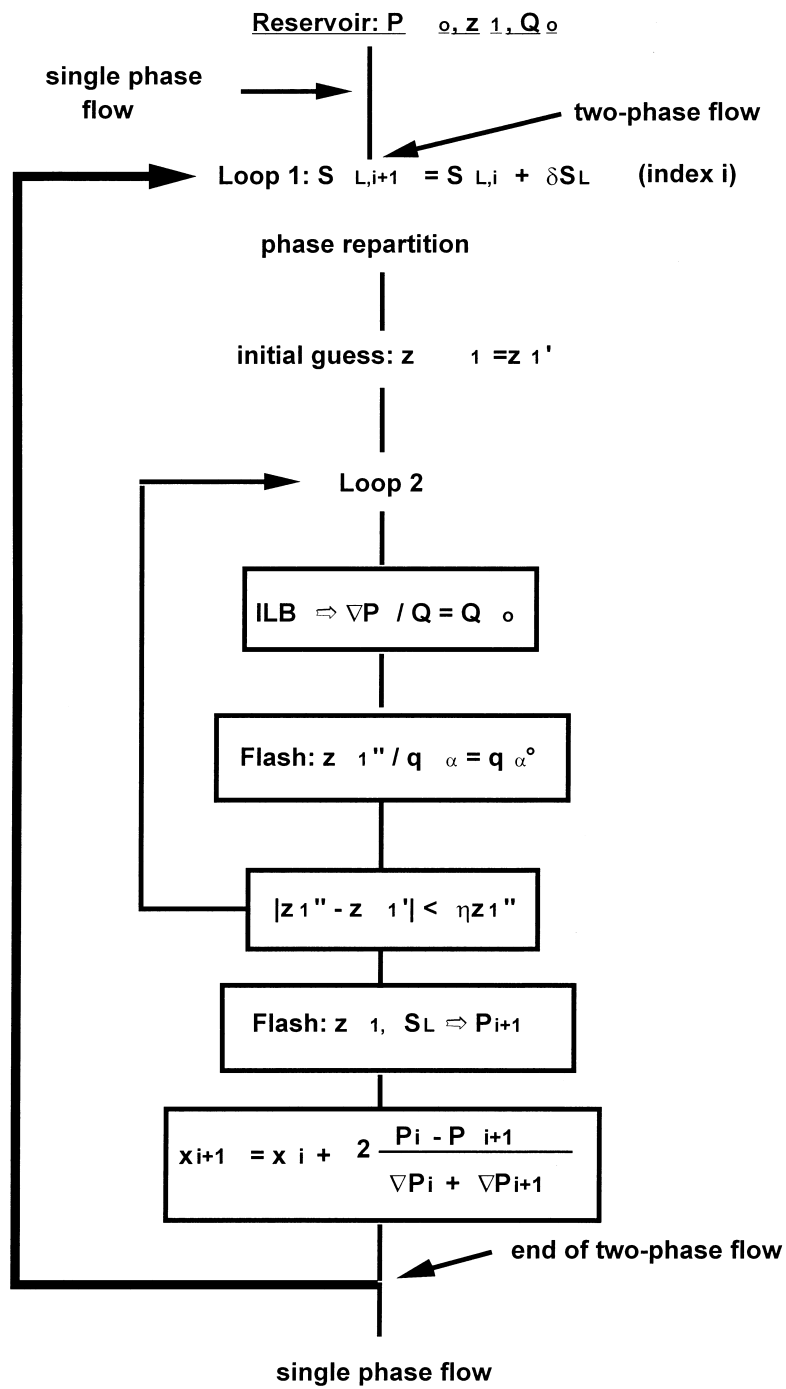 Reservoir: P o, z 1, Q o
single phase
flow
two-phase flow
Loop 1: S L,i+1 = S L,i + δSL (index i)
phase repartition
initial guess: z 1 =z 1'
Loop 2
ILB ⇨ ∇P / Q = Q o
Flash: z 1" / q α = q α°
|z 1" - z 1'| < ηz1"
Flash: z 1, SL ⇨ Pi+1
xi+1 = x i + 2 Pi - P i+1
∇Pi + ∇Pi+1
end of two-phase flow
single phase flow